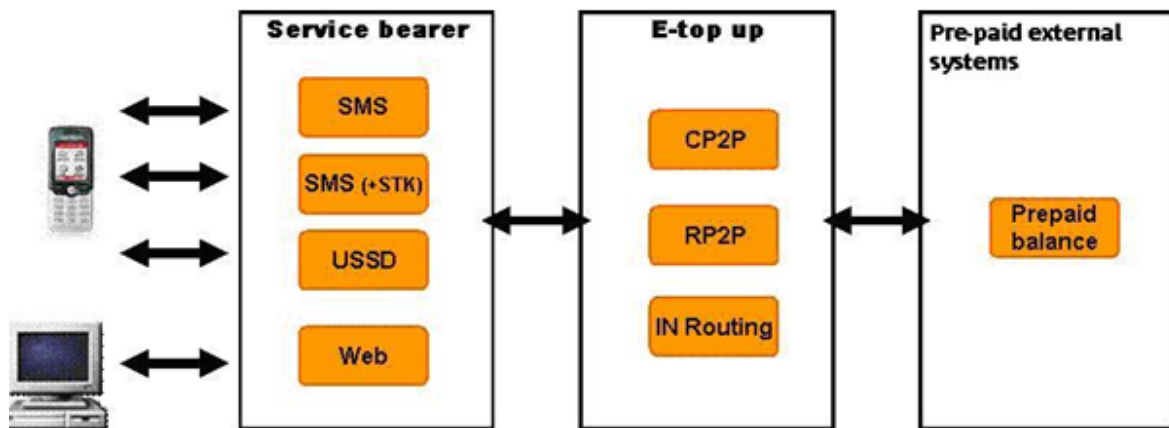 Service bearer
SMS
SMS (+STK)
USSD
Web
E-top up
CP2P
RP2P
IN Routing
Pre-paid external
systems
Prepaid
balance